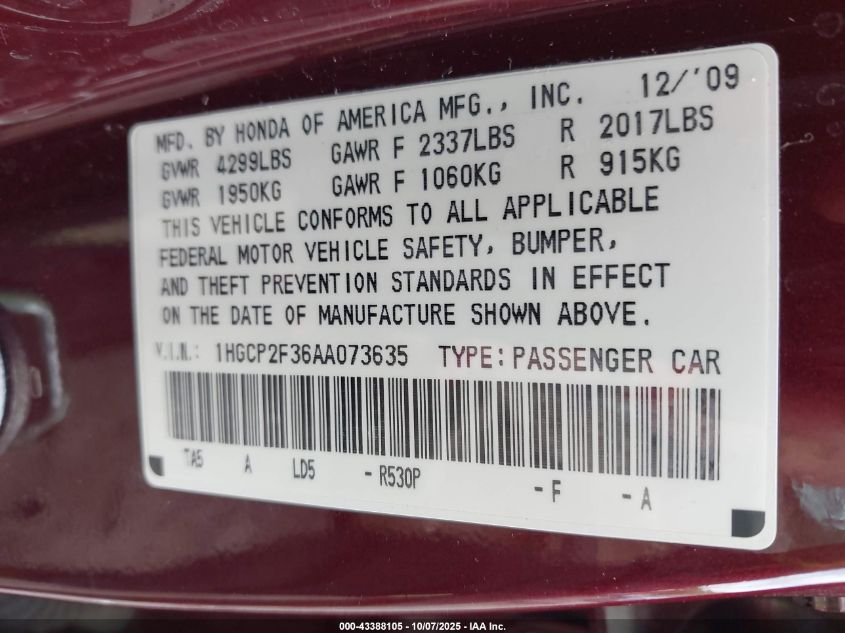 MFD. BY HONDA OF AMERICA MFG., INC. 12/'09
GVWR 4299LBS GAWR F 2337LBS R 2017LBS
GVWR 1950KG GAWR F 1060KG R 915KG
THIS VEHICLE CONFORMS TO ALL APPLICABLE
FEDERAL MOTOR VEHICLE SAFETY, BUMPER,
AND THEFT PREVENTION STANDARDS IN EFFECT
ON THE DATE OF MANUFACTURE SHOWN ABOVE.
V.I.N.: 1HGCP2F36AA073635 TYPE:PASSENGER CAR
TA5 A LD5 -R530P -F -A
000-43388105 - 10/07/2025 - IAA Inc.